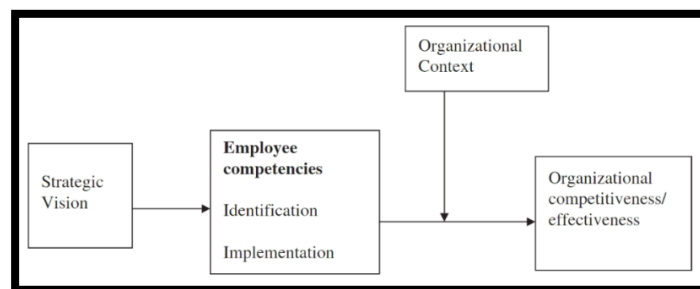 Organizational
Context
Strategic
Vision
Employee
competencies
Identification
Implementation
Organizational
competitiveness/
effectiveness